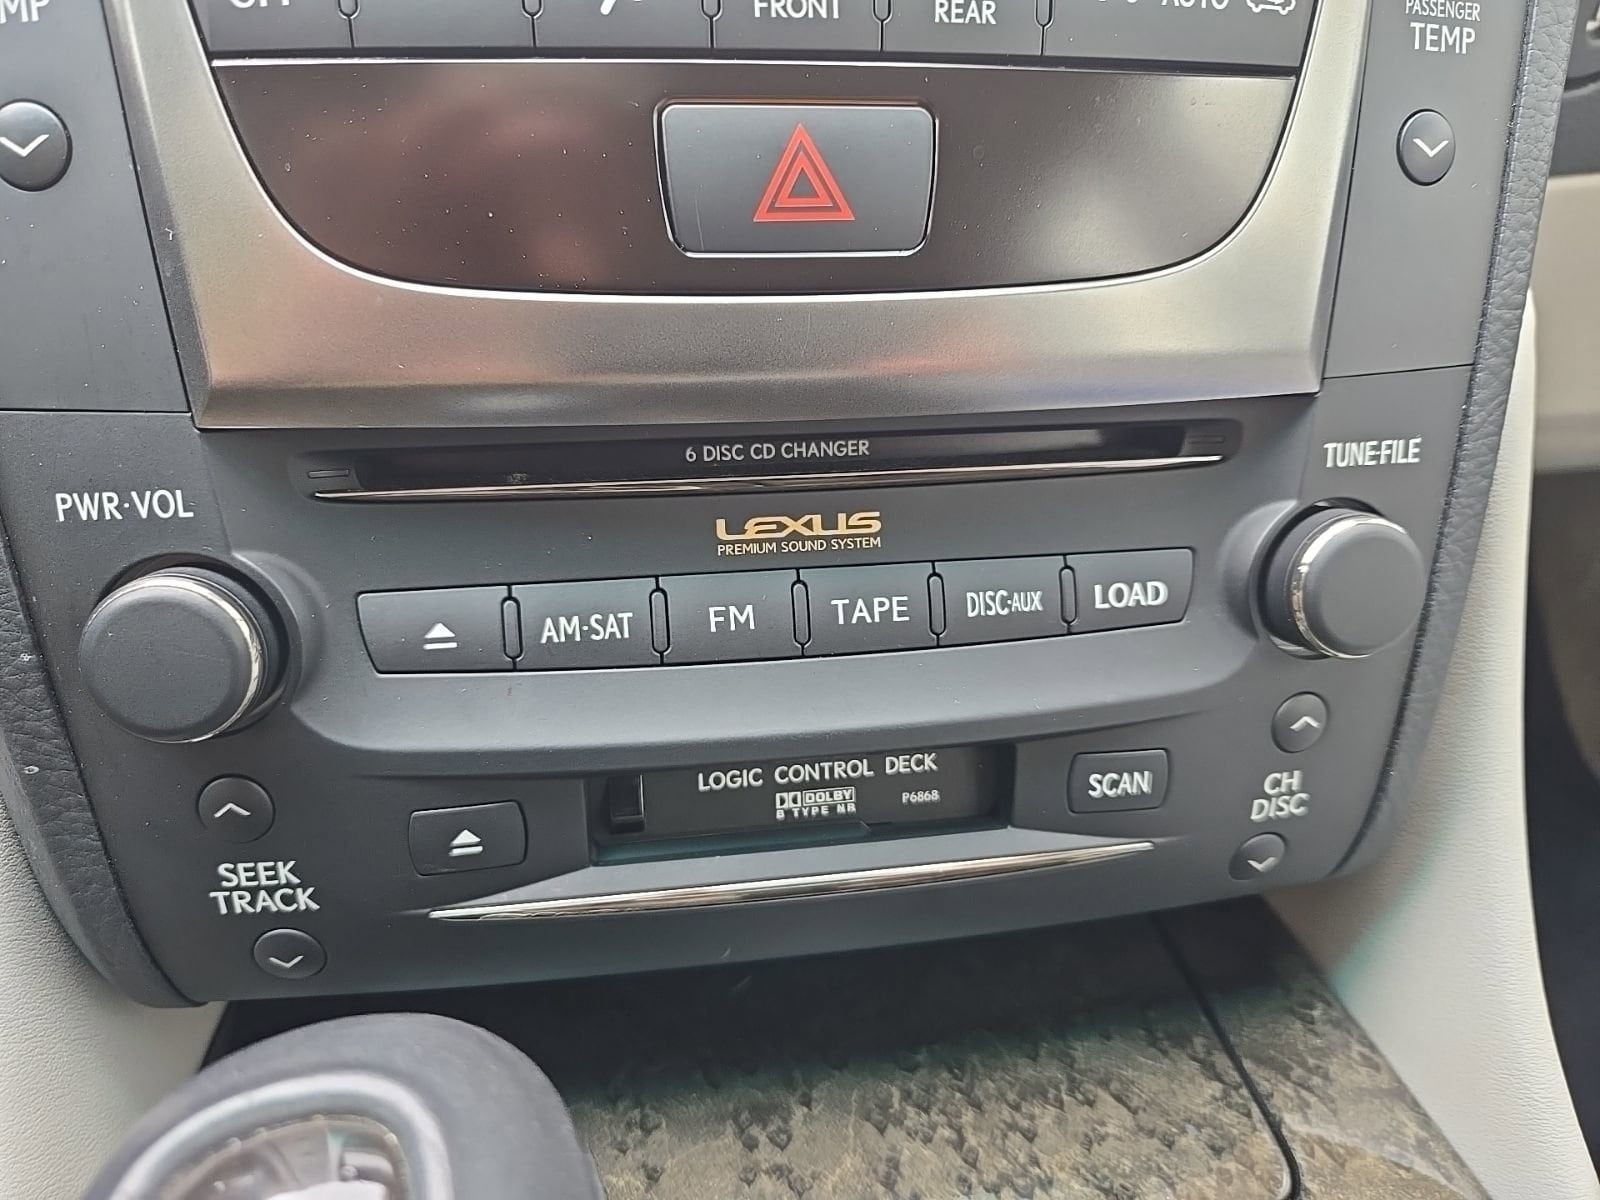 FRONT
REAR
AUTO
PASSENGER
TEMP
6 DISC CD CHANGER
TUNE·FILE
PWR·VOL
LEXUS
PREMIUM SOUND SYSTEM
AM·SAT
FM
TAPE
DISC·AUX
LOAD
LOGIC CONTROL DECK
DOLBY
B TYPE NR
P6868
SCAN
CH
DISC
SEEK
TRACK